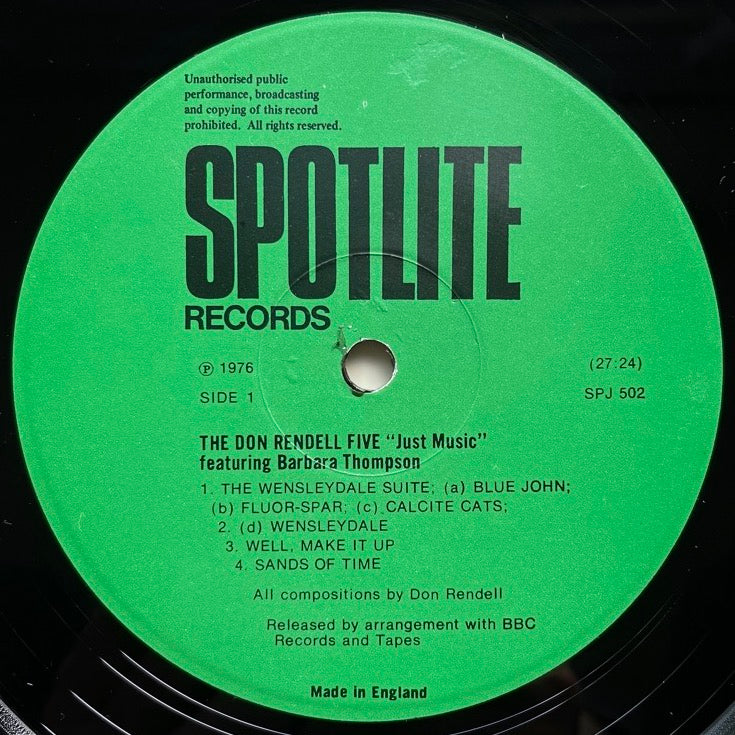 Unauthorised public
performance, broadcasting
and copying of this record
prohibited. All rights reserved.
SPOTLITE
RECORDS
℗ 1976
(27:24)
SIDE 1
SPJ 502
THE DON RENDELL FIVE "Just Music"
featuring Barbara Thompson
1. THE WENSLEYDALE SUITE; (a) BLUE JOHN;
(b) FLUOR-SPAR; (c) CALCITE CATS;
2. (d) WENSLEYDALE
3. WELL, MAKE IT UP
4. SANDS OF TIME
All compositions by Don Rendell
Released by arrangement with BBC
Records and Tapes
Made in England